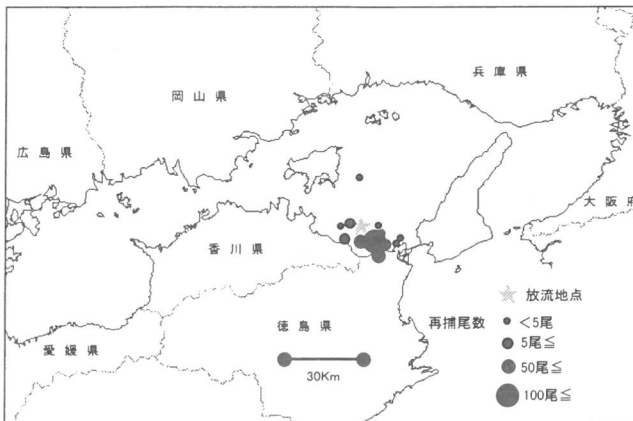 兵庫県
岡山県
広島県
大阪府
香川県
徳島県
愛媛県
30Km
放流地点
再捕尾数
<5尾
5尾≦
50尾≦
100尾≦